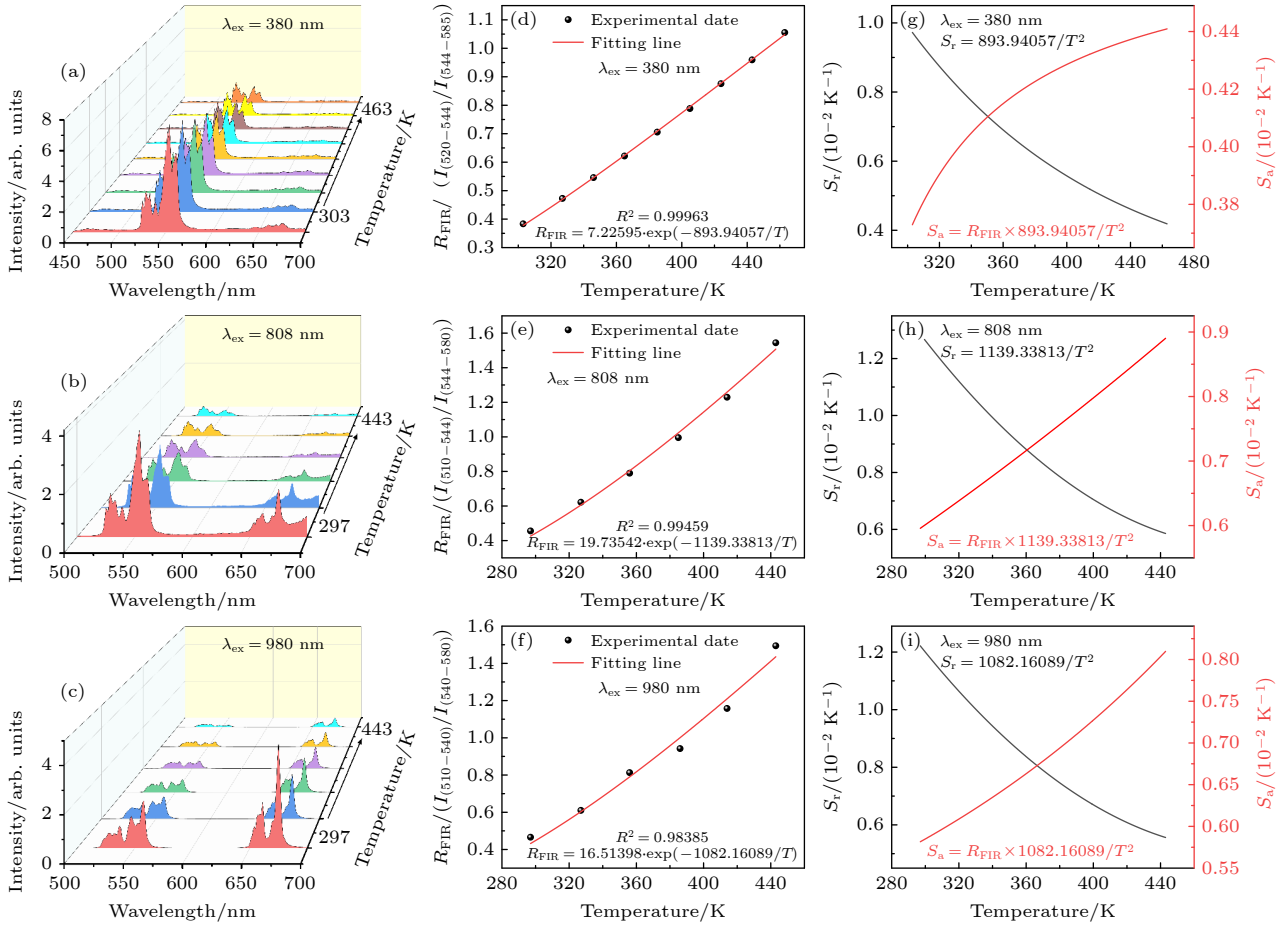 (a)
λex = 380 nm
Intensity/arb. units
8
6
4
2
0
450
500
550
600
650
700
Wavelength/nm
303
463
Temperature/K
(d)
Experimental date
Fitting line
λex = 380 nm
RFIR/ (I(520−544)/I(544−585))
1.1
1.0
0.9
0.8
0.7
0.6
0.5
0.4
0.3
R² = 0.99963
RFIR = 7.22595·exp(−893.94057/T)
320
360
400
440
Temperature/K
(g)
λex = 380 nm
Sr = 893.94057/T²
Sr/(10⁻² K⁻¹)
1.0
0.8
0.6
0.4
Sa = RFIR×893.94057/T²
320
360
400
440
480
Temperature/K
0.44
0.42
0.40
0.38
Sa/(10⁻² K⁻¹)
(b)
λex = 808 nm
Intensity/arb. units
4
2
0
500
550
600
650
700
Wavelength/nm
297
443
Temperature/K
(e)
Experimental date
Fitting line
λex = 808 nm
RFIR/(I(510−544)/I(544−580))
1.6
1.4
1.2
1.0
0.8
0.6
0.4
R² = 0.99459
RFIR = 19.73542·exp(−1139.33813/T)
280
320
360
400
440
Temperature/K
(h)
λex = 808 nm
Sr = 1139.33813/T²
Sr/(10⁻² K⁻¹)
1.2
1.0
0.8
0.6
Sa = RFIR×1139.33813/T²
280
320
360
400
440
Temperature/K
0.9
0.8
0.7
0.6
Sa/(10⁻² K⁻¹)
(c)
λex = 980 nm
Intensity/arb. units
4
2
0
500
550
600
650
700
Wavelength/nm
297
443
Temperature/K
(f)
Experimental date
Fitting line
λex = 980 nm
RFIR/(I(510−540)/I(540−580))
1.6
1.4
1.2
1.0
0.8
0.6
0.4
R² = 0.98385
RFIR = 16.51398·exp(−1082.16089/T)
280
320
360
400
440
Temperature/K
(i)
λex = 980 nm
Sr = 1082.16089/T²
Sr/(10⁻² K⁻¹)
1.2
1.0
0.8
0.6
Sa = RFIR×1082.16089/T²
280
320
360
400
440
Temperature/K
0.80
0.75
0.70
0.65
0.60
0.55
Sa/(10⁻² K⁻¹)